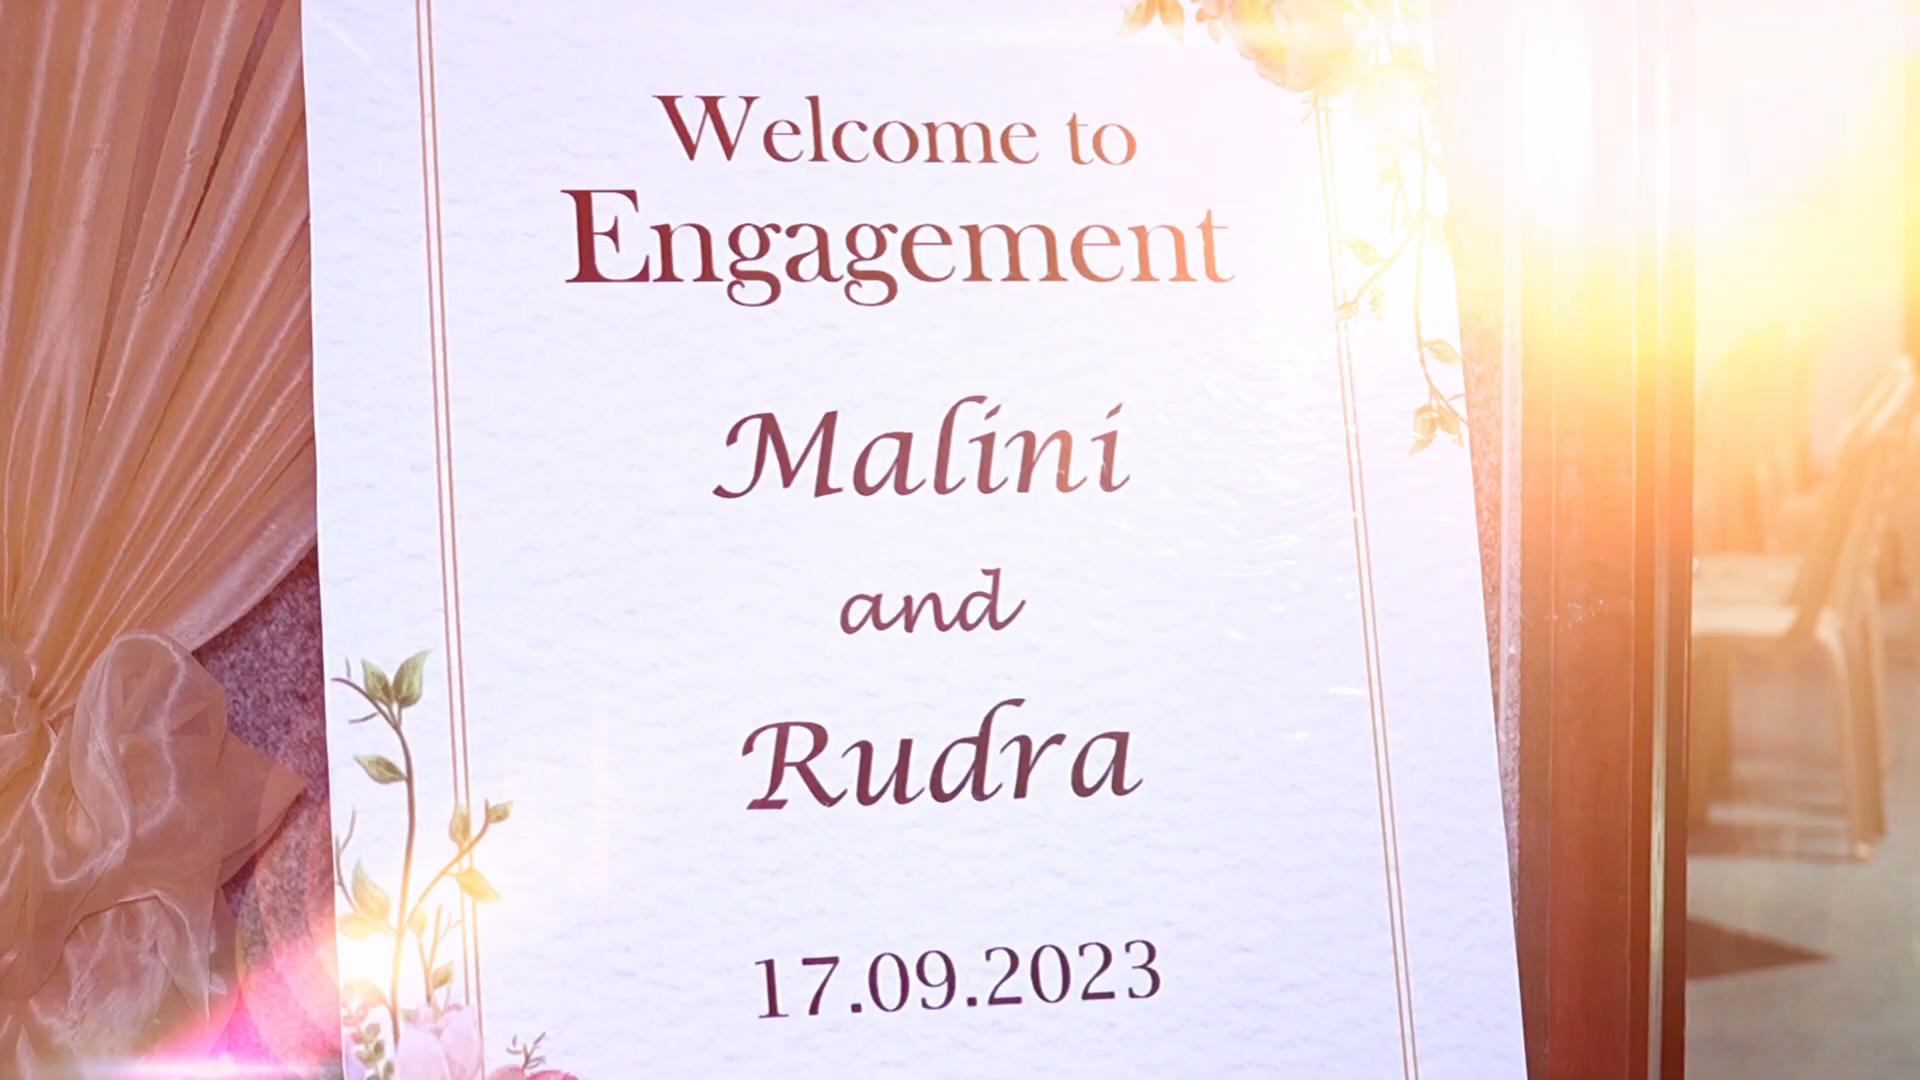 Welcome to
Engagement
Malini
and
Rudra
17.09.2023